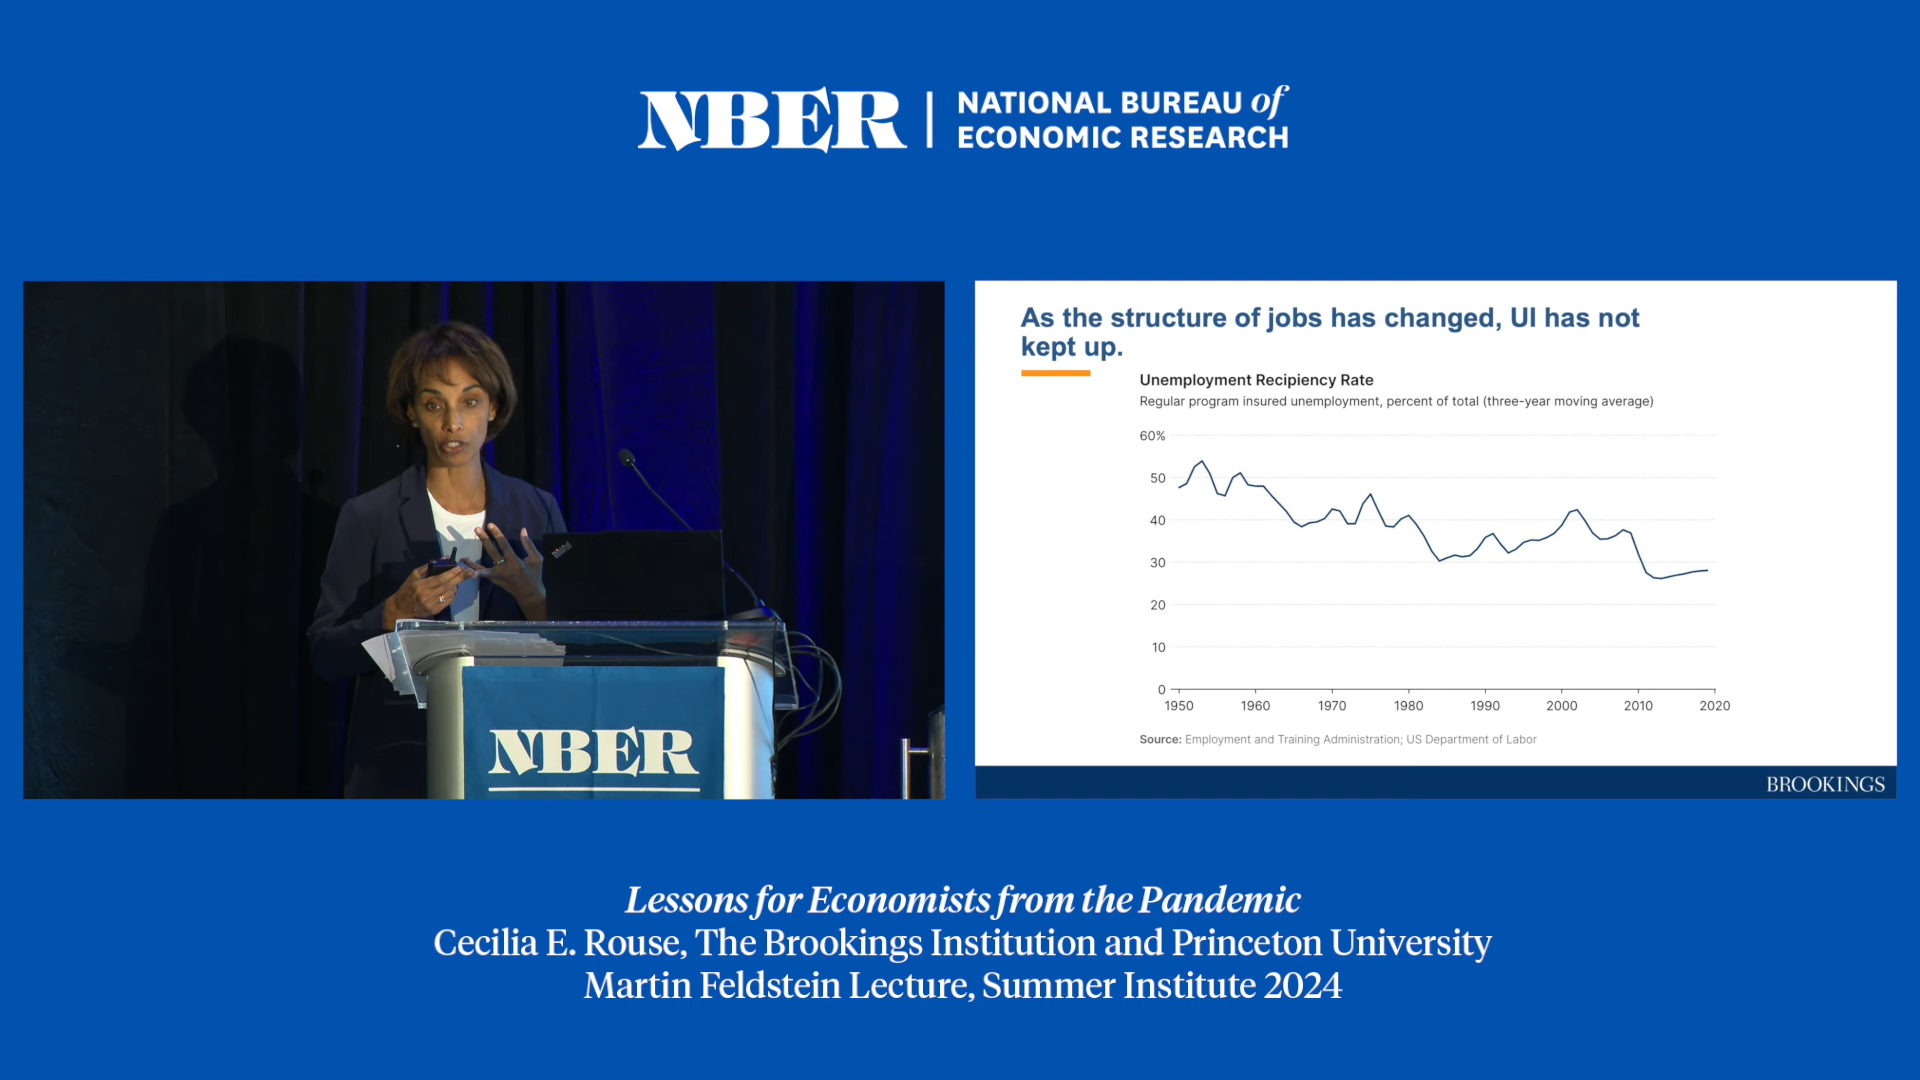 NBER
NATIONAL BUREAU of
ECONOMIC RESEARCH
ThinkPad
NBER
As the structure of jobs has changed, UI has not
kept up.
Unemployment Recipiency Rate
Regular program insured unemployment, percent of total (three-year moving average)
60%
50
40
30
20
10
0
1950 1960 1970 1980 1990 2000 2010 2020
Source: Employment and Training Administration; US Department of Labor
BROOKINGS
Lessons for Economists from the Pandemic
Cecilia E. Rouse, The Brookings Institution and Princeton University
Martin Feldstein Lecture, Summer Institute 2024